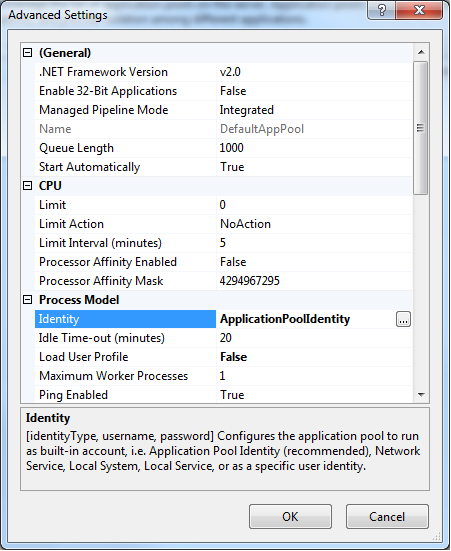 Advanced Settings
(General)
.NET Framework Version v2.0
Enable 32-Bit Applications False
Managed Pipeline Mode Integrated
Name DefaultAppPool
Queue Length 1000
Start Automatically True
CPU
Limit 0
Limit Action NoAction
Limit Interval (minutes) 5
Processor Affinity Enabled False
Processor Affinity Mask 4294967295
Process Model
Identity ApplicationPoolIdentity ...
Idle Time-out (minutes) 20
Load User Profile False
Maximum Worker Processes 1
Ping Enabled True
Identity
[identityType, username, password] Configures the application pool to run
as built-in account, i.e. Application Pool Identity (recommended), Network
Service, Local System, Local Service, or as a specific user identity.
OK Cancel